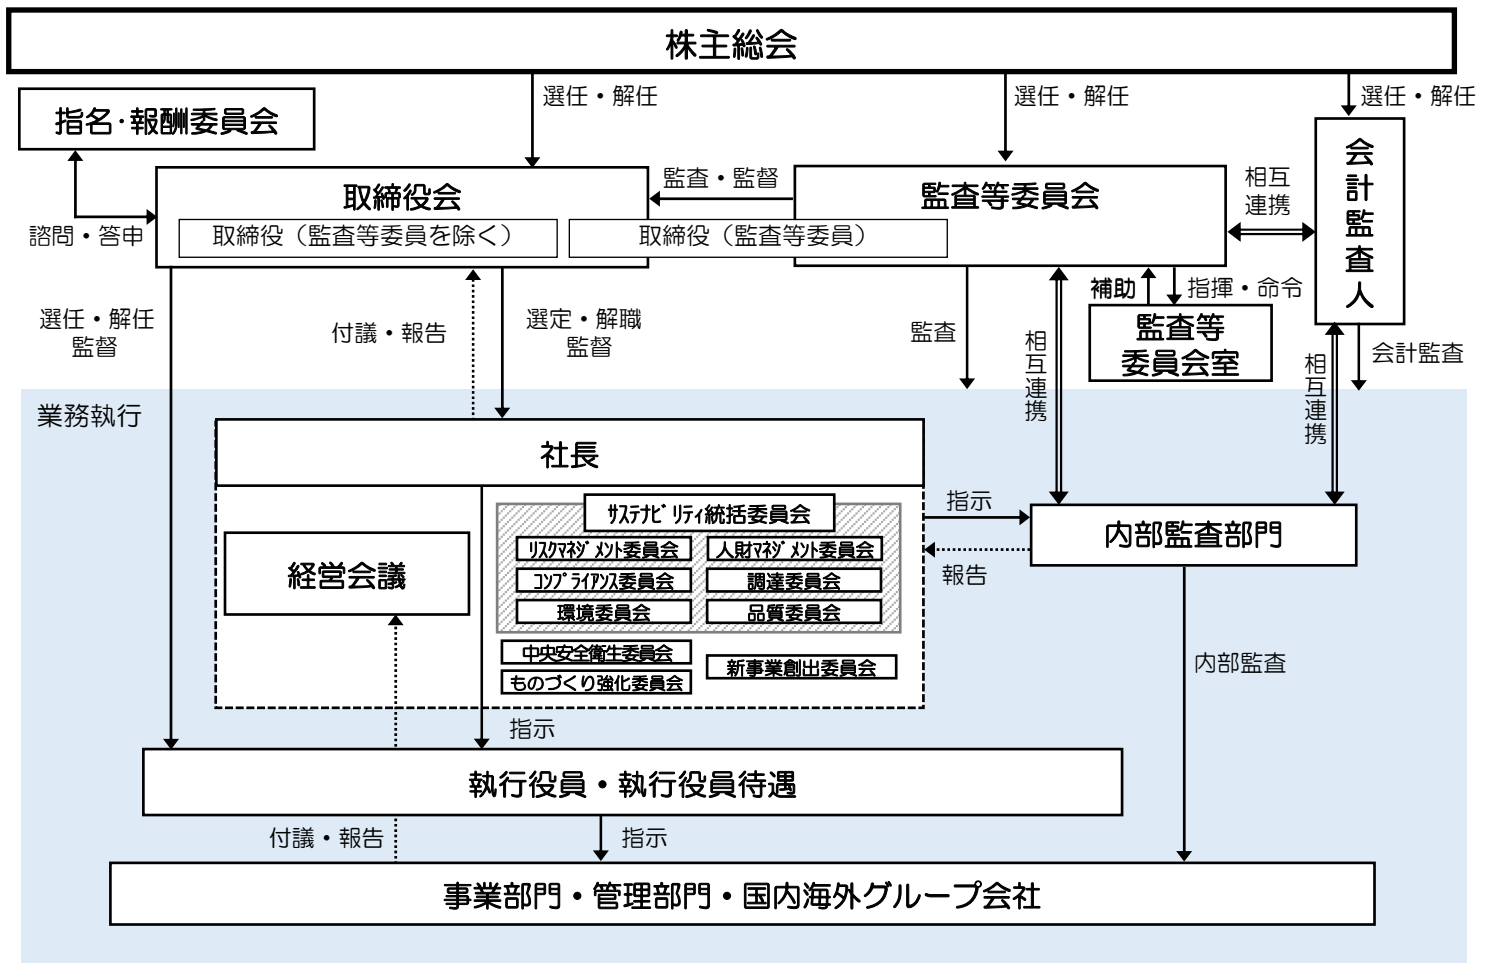 株主総会
選任・解任
選任・解任
選任・解任
指名・報酬委員会
諮問・答申
取締役会
取締役（監査等委員を除く）
取締役（監査等委員）
監査・監督
監査等委員会
相互
連携
会計監査人
選任・解任
監督
付議・報告
選定・解職
監督
監査
相互連携
補助
指揮・命令
監査等
委員会室
相互連携
会計監査
業務執行
社長
経営会議
ｻｽﾃﾅﾋﾞﾘﾃｨ統括委員会
ﾘｽｸﾏﾈｼﾞﾒﾝﾄ委員会
人財ﾏﾈｼﾞﾒﾝﾄ委員会
ｺﾝﾌﾟﾗｲｱﾝｽ委員会
調達委員会
環境委員会
品質委員会
中央安全衛生委員会
ものづくり強化委員会
新事業創出委員会
指示
報告
内部監査部門
内部監査
指示
執行役員・執行役員待遇
付議・報告
指示
事業部門・管理部門・国内海外グループ会社